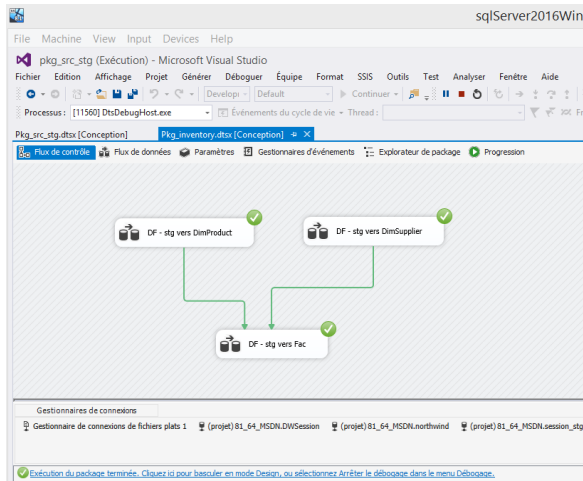 sqlServer2016Win
File Machine View Input Devices Help
pkg_src_stg (Exécution) - Microsoft Visual Studio
Fichier Edition Affichage Projet Générer Déboguer Équipe Format SSIS Outils Test Analyser Fenêtre Aide
Develop Default Continuer
Processus : [11560] DtsDebugHost.exe Événements du cycle de vie Thread :
Pkg_src_stg.dtsx [Conception] Pkg_inventory.dtsx [Conception]
Flux de contrôle Flux de données Paramètres Gestionnaires d'événements Explorateur de package Progression
DF - stg vers DimProduct DF - stg vers DimSupplier
DF - stg vers Fac
Gestionnaires de connexions
Gestionnaire de connexions de fichiers plats 1 (projet) 81_64_MSDN.DWSession (projet) 81_64_MSDN.northwind (projet) 81_64_MSDN.session_stg
Exécution du package terminée. Cliquez ici pour basculer en mode Design, ou sélectionnez Arrêter le débogage dans le menu Débogage.